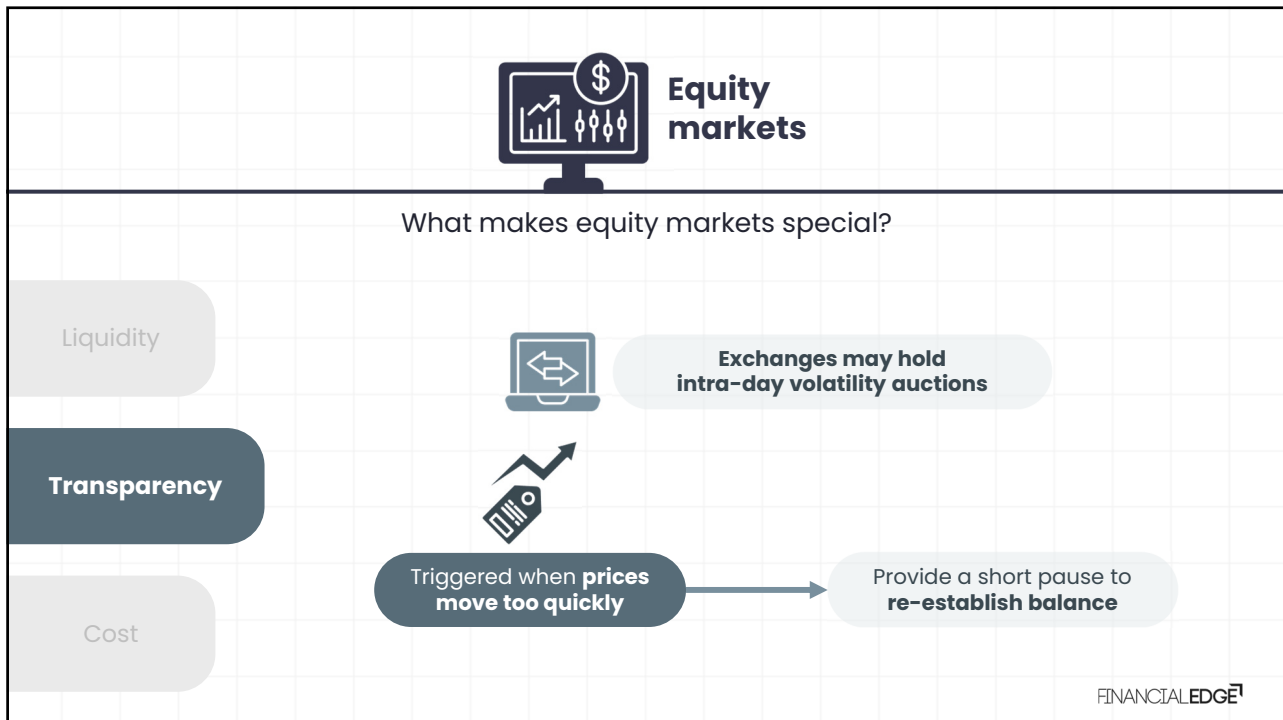 $
Equity
markets
What makes equity markets special?
Liquidity
Exchanges may hold
intra-day volatility auctions
Transparency
Triggered when prices
move too quickly
Provide a short pause to
re-establish balance
Cost
FINANCIALEDGE